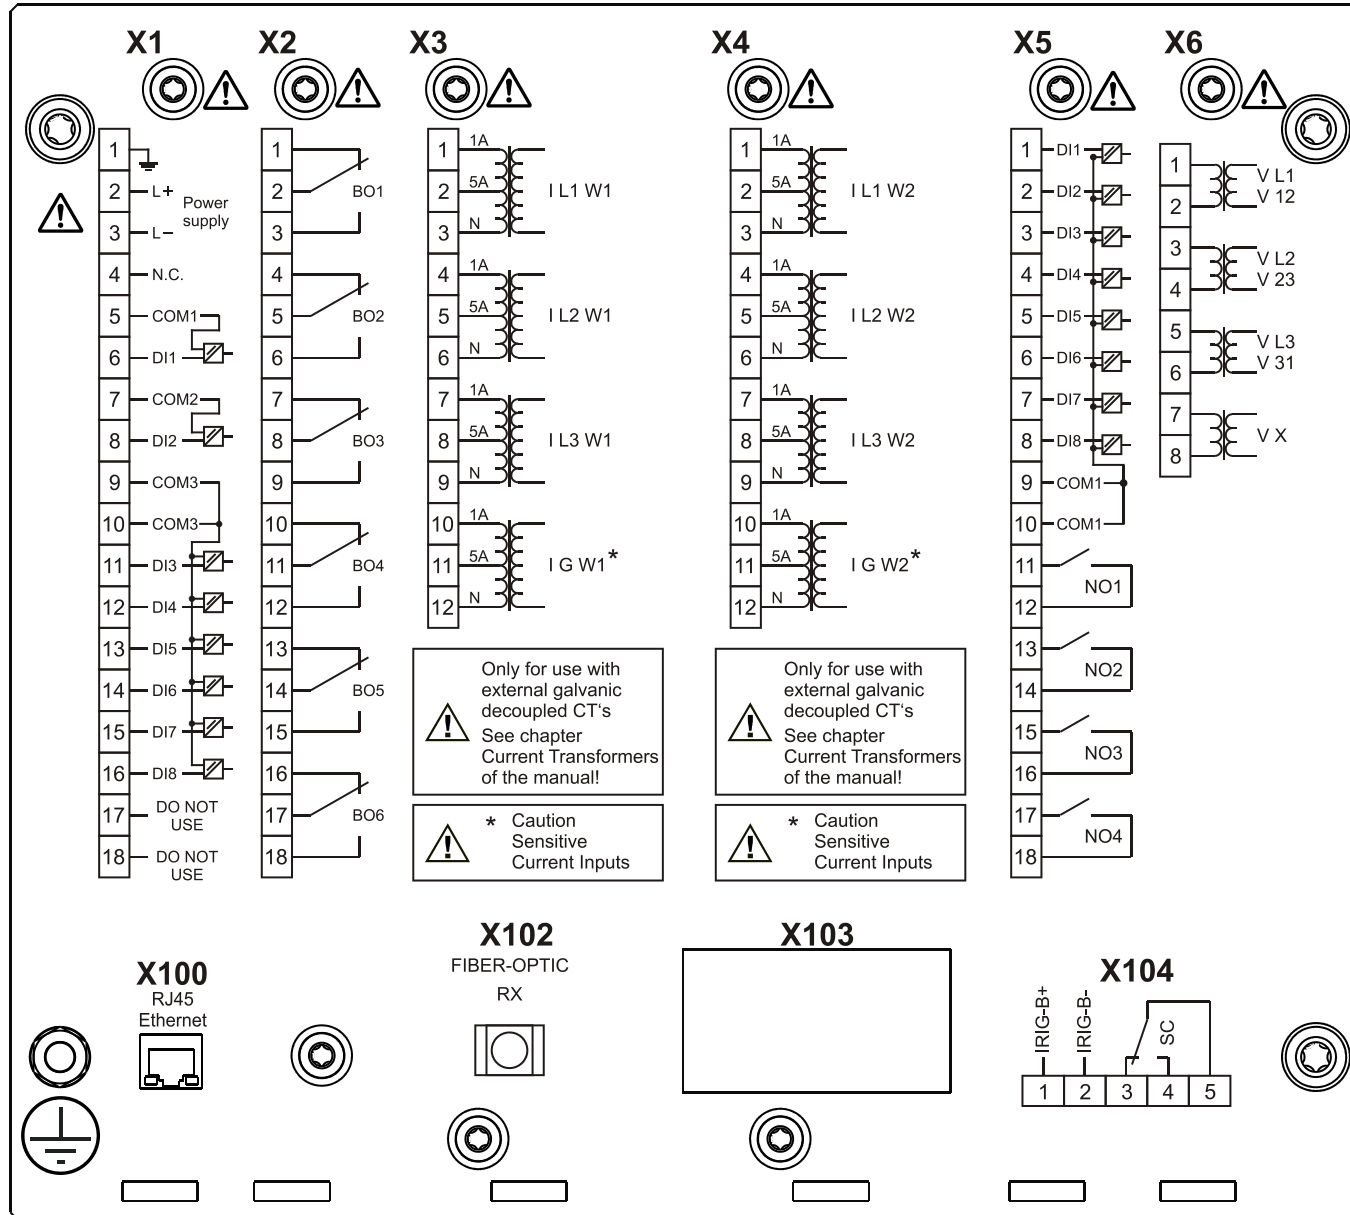 X1
1
2 L+
Power
supply
3 L−
4 N.C.
5 COM1
6 DI1
7 COM2
8 DI2
9 COM3
10 COM3
11 DI3
12 DI4
13 DI5
14 DI6
15 DI7
16 DI8
17 DO NOT
USE
18 DO NOT
USE
X2
1
2 BO1
3
4
5 BO2
6
7
8 BO3
9
10
11 BO4
12
13
14 BO5
15
16
17 BO6
18
X3
1 1A
2 5A I L1 W1
3 N
4 1A
5 5A I L2 W1
6 N
7 1A
8 5A I L3 W1
9 N
10 1A
11 5A I G W1*
12 N
Only for use with
external galvanic
decoupled CT‘s
See chapter
Current Transformers
of the manual!
* Caution
Sensitive
Current Inputs
X4
1 1A
2 5A I L1 W2
3 N
4 1A
5 5A I L2 W2
6 N
7 1A
8 5A I L3 W2
9 N
10 1A
11 5A I G W2*
12 N
Only for use with
external galvanic
decoupled CT‘s
See chapter
Current Transformers
of the manual!
* Caution
Sensitive
Current Inputs
X5
1 DI1
2 DI2
3 DI3
4 DI4
5 DI5
6 DI6
7 DI7
8 DI8
9 COM1
10 COM1
11
NO1
12
13
NO2
14
15
NO3
16
17
NO4
18
X6
1 V L1
2 V 12
3 V L2
4 V 23
5 V L3
6 V 31
7
V X
8
X100
RJ45
Ethernet
X102
FIBER-OPTIC
RX
X103
X104
IRIG-B+
IRIG-B-
SC
1 2 3 4 5